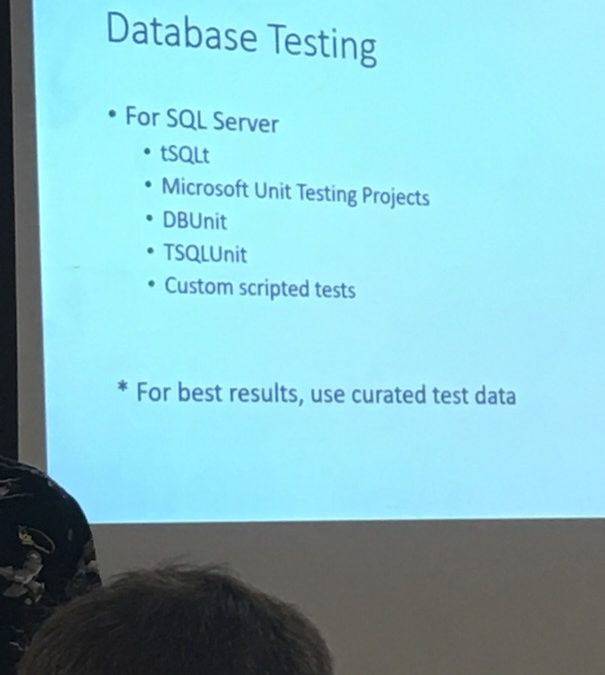 Database Testing
• For SQL Server
• tSQLt
• Microsoft Unit Testing Projects
• DBUnit
• TSQLUnit
• Custom scripted tests
* For best results, use curated test data